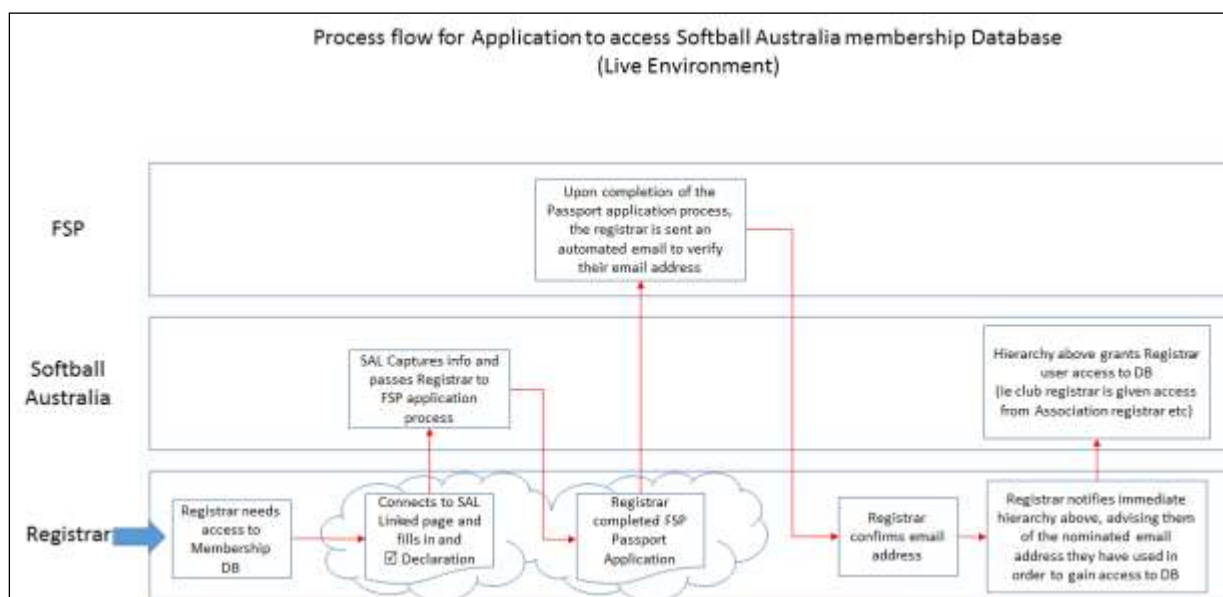 Process flow for Application to access Softball Australia membership Database
(Live Environment)
FSP
Upon completion of the
Passport application process,
the registrar is sent an
automated email to verify
their email address
Softball
Australia
SAL Captures info and
passes Registrar to
FSP application
process
Hierarchy above grants Registrar
user access to DB
(ie club registrar is given access
from Association registrar etc)
Registrar
Registrar needs
access to
Membership
DB
Connects to SAL
Linked page and
fills in and
☑ Declaration
Registrar
completed FSP
Passport
Application
Registrar
confirms email
address
Registrar notifies immediate
hierarchy above, advising them
of the nominated email
address they have used in
order to gain access to DB